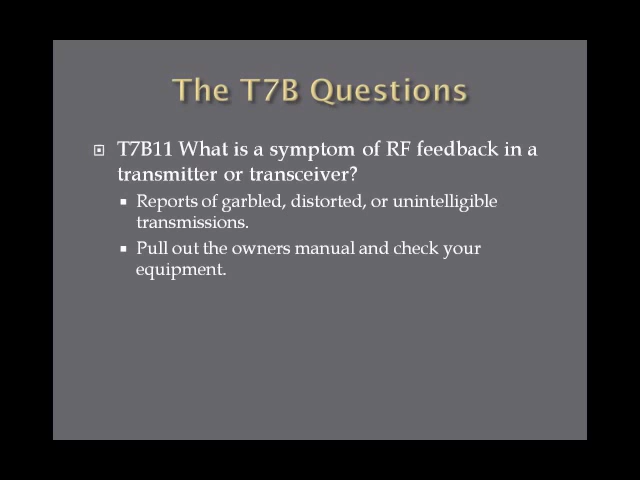 The T7B Questions
T7B11 What is a symptom of RF feedback in a
transmitter or transceiver?
Reports of garbled, distorted, or unintelligible
transmissions.
Pull out the owners manual and check your
equipment.